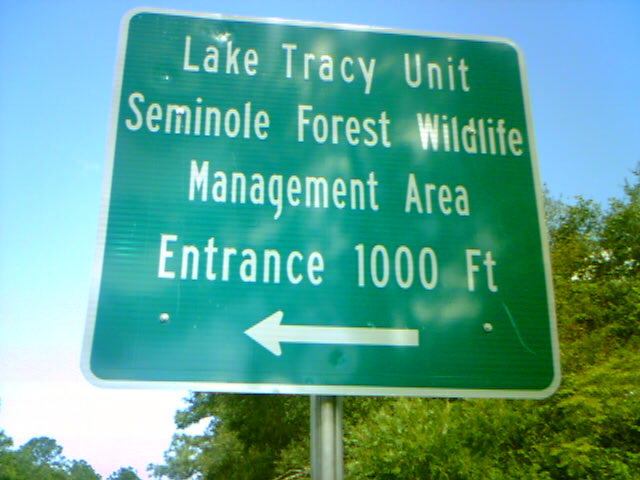 Lake Tracy Unit
Seminole Forest Wildlife
Management Area
Entrance 1000 Ft